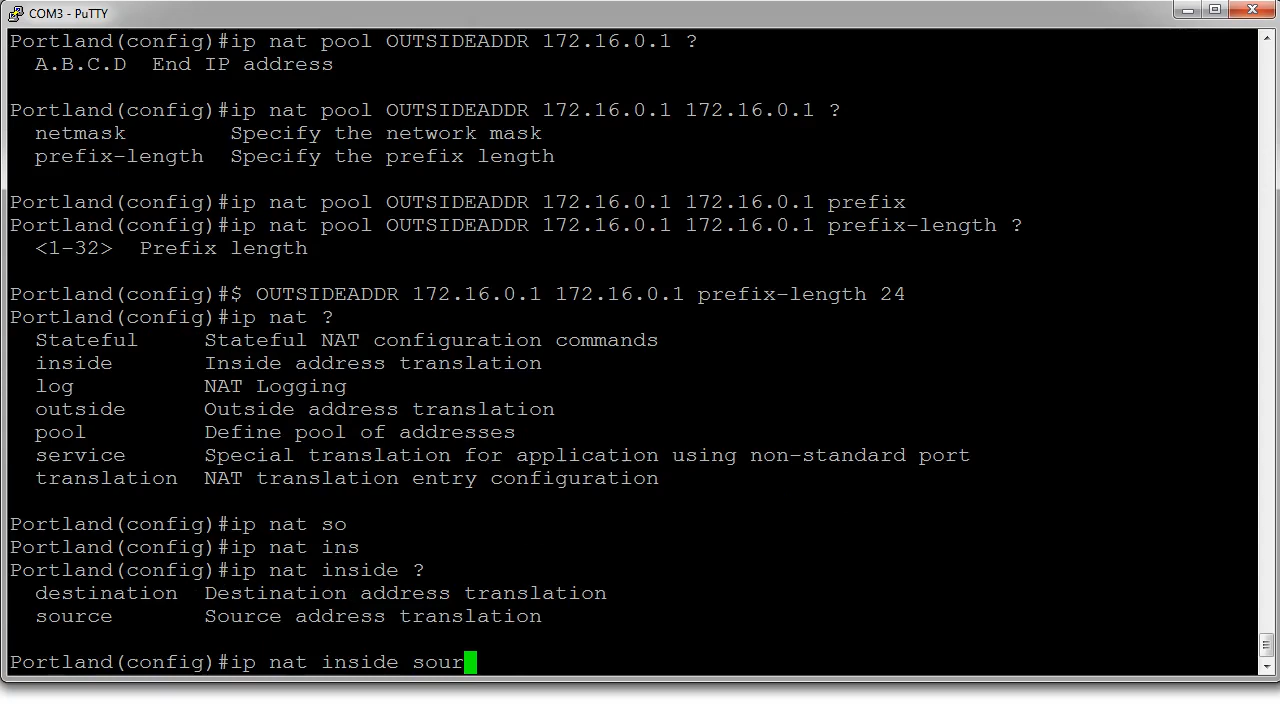 COM3 - PuTTY
Portland(config)#ip nat pool OUTSIDEADDR 172.16.0.1 ?
  A.B.C.D  End IP address
Portland(config)#ip nat pool OUTSIDEADDR 172.16.0.1 172.16.0.1 ?
  netmask        Specify the network mask
  prefix-length  Specify the prefix length
Portland(config)#ip nat pool OUTSIDEADDR 172.16.0.1 172.16.0.1 prefix
Portland(config)#ip nat pool OUTSIDEADDR 172.16.0.1 172.16.0.1 prefix-length ?
  <1-32>  Prefix length
Portland(config)#$ OUTSIDEADDR 172.16.0.1 172.16.0.1 prefix-length 24
Portland(config)#ip nat ?
  Stateful     Stateful NAT configuration commands
  inside       Inside address translation
  log          NAT Logging
  outside      Outside address translation
  pool         Define pool of addresses
  service      Special translation for application using non-standard port
  translation  NAT translation entry configuration
Portland(config)#ip nat so
Portland(config)#ip nat ins
Portland(config)#ip nat inside ?
  destination  Destination address translation
  source       Source address translation
Portland(config)#ip nat inside sour